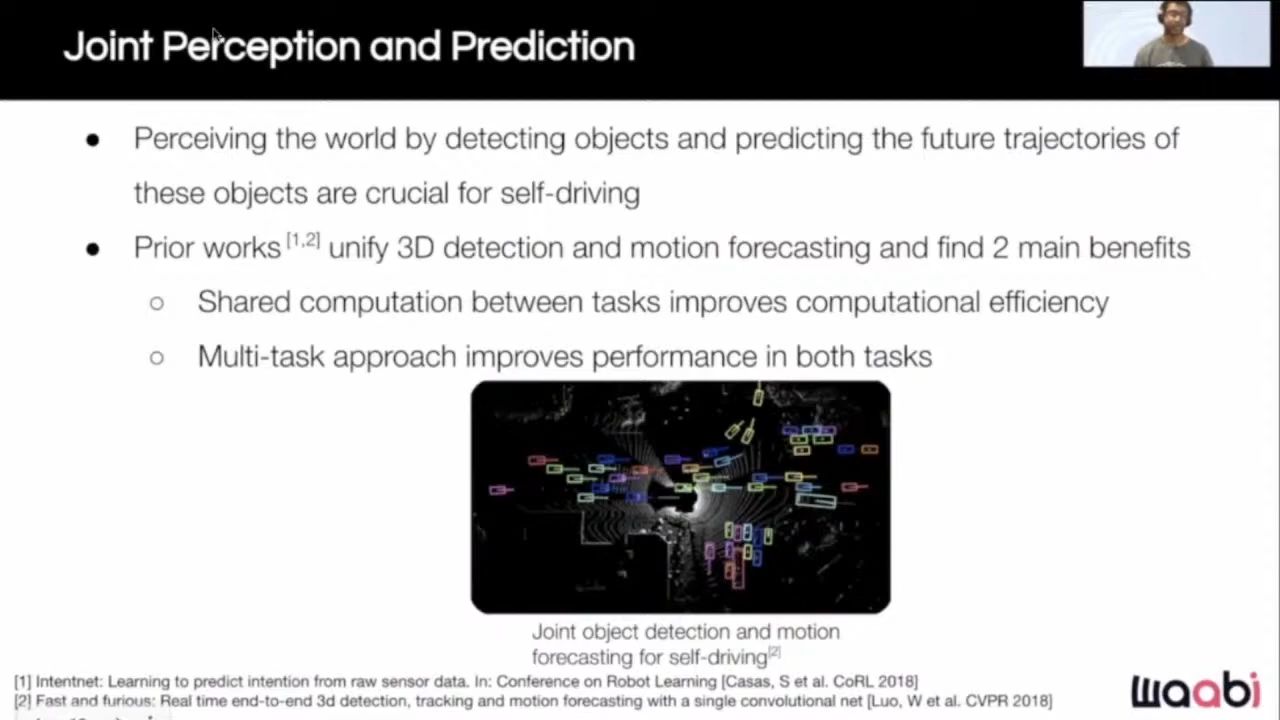 Joint Perception and Prediction
● Perceiving the world by detecting objects and predicting the future trajectories of
these objects are crucial for self-driving
● Prior works [1,2] unify 3D detection and motion forecasting and find 2 main benefits
○ Shared computation between tasks improves computational efficiency
○ Multi-task approach improves performance in both tasks
Joint object detection and motion
forecasting for self-driving[2]
[1] Intentnet: Learning to predict intention from raw sensor data. In: Conference on Robot Learning [Casas, S et al. CoRL 2018]
[2] Fast and furious: Real time end-to-end 3d detection, tracking and motion forecasting with a single convolutional net [Luo, W et al. CVPR 2018]
waabi